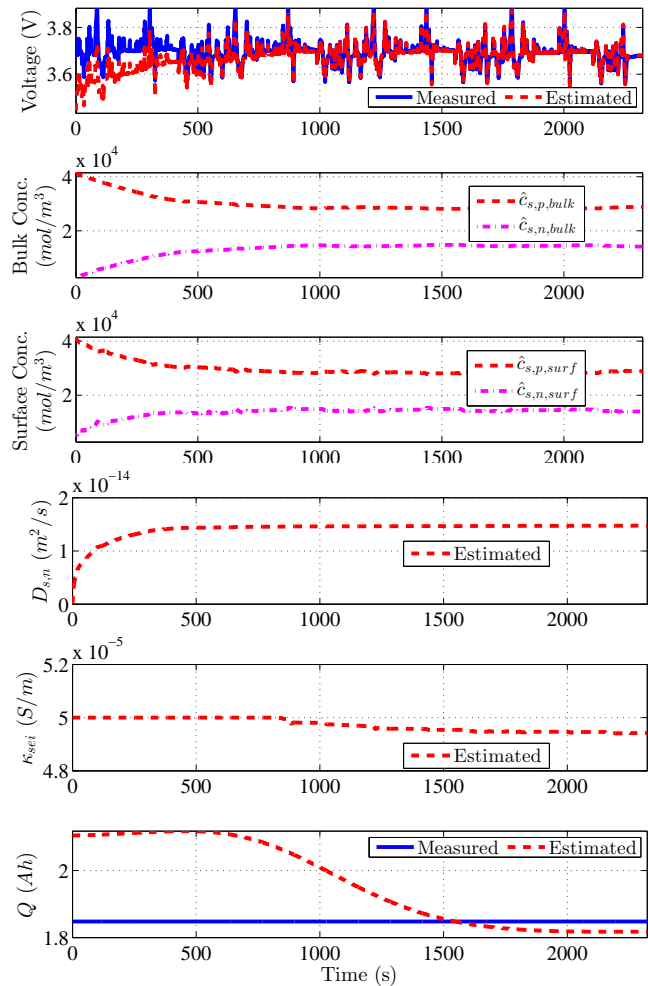 Voltage (V)
3.8
3.6
0 500 1000 1500 2000
Measured Estimated
x 10^4
Bulk Conc.
(mol/m^3)
4
2
0 500 1000 1500 2000
ĉ_{s,p,bulk}
ĉ_{s,n,bulk}
x 10^4
Surface Conc.
(mol/m^3)
4
2
0 500 1000 1500 2000
ĉ_{s,p,surf}
ĉ_{s,n,surf}
x 10^-14
D_{s,n} (m^2/s)
2
1
0
0 500 1000 1500 2000
Estimated
x 10^-5
κ_{sei} (S/m)
5.2
5
4.8
0 500 1000 1500 2000
Estimated
Q (Ah)
2
1.8
0 500 1000 1500 2000
Measured Estimated
Time (s)